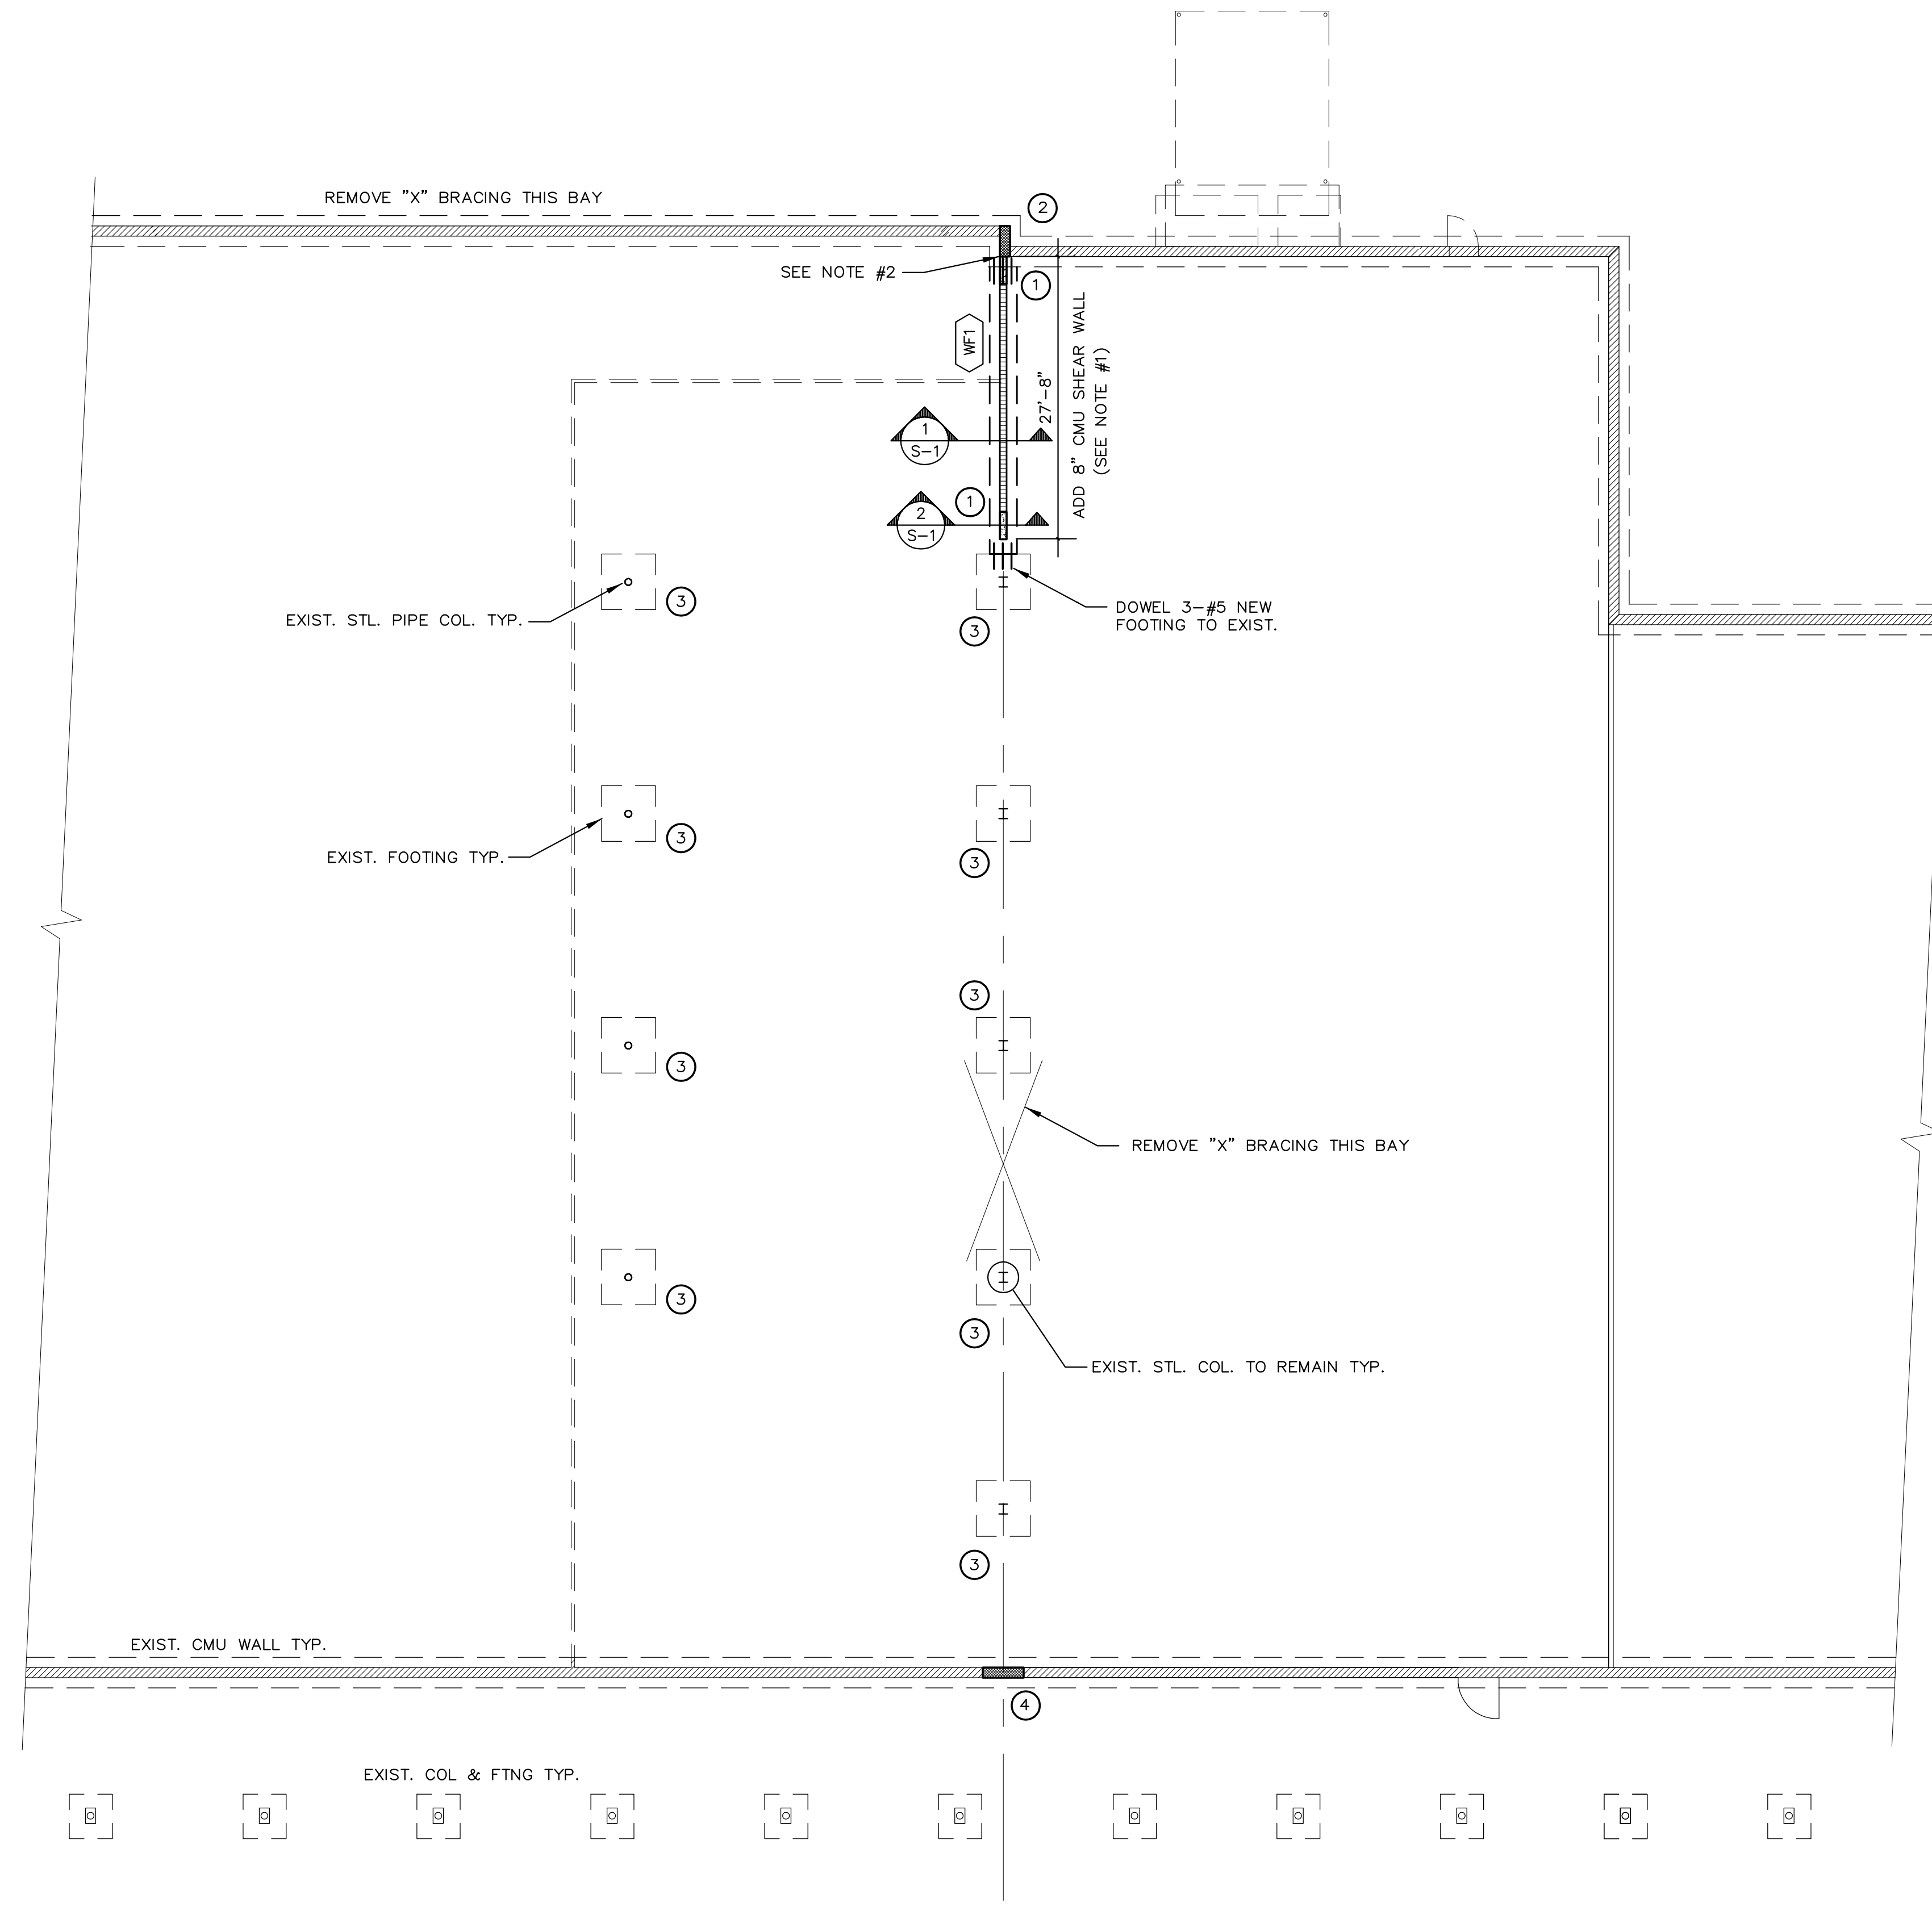 REMOVE "X" BRACING THIS BAY
2
SEE NOTE #2
1
WF1
27'-8"
ADD 8" CMU SHEAR WALL
(SEE NOTE #1)
1
S-1
1
2
S-1
EXIST. STL. PIPE COL. TYP.
3
3
DOWEL 3-#5 NEW
FOOTING TO EXIST.
EXIST. FOOTING TYP.
3
3
3
3
REMOVE "X" BRACING THIS BAY
3
3
EXIST. STL. COL. TO REMAIN TYP.
3
EXIST. CMU WALL TYP.
4
EXIST. COL & FTNG TYP.